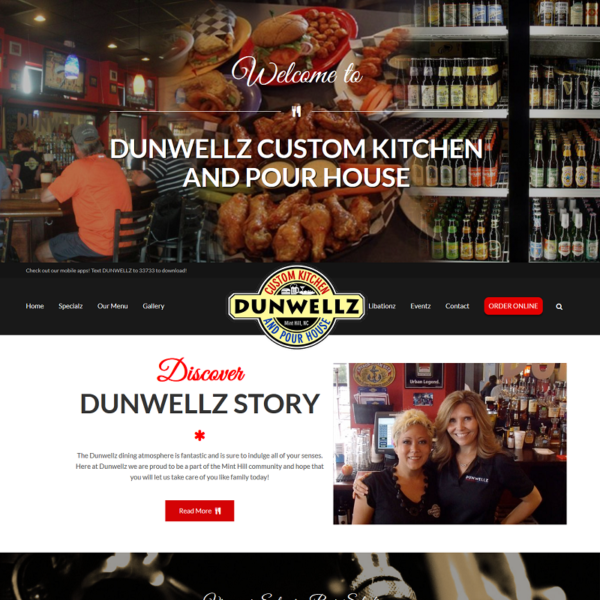 Welcome to
DUNWELLZ CUSTOM KITCHEN
AND POUR HOUSE
Check out our mobile apps! Text DUNWELLZ to 33733 to download!
Home Specialz Our Menu Gallery
CUSTOM KITCHEN
DUNWELLZ
Mint Hill, NC
AND POUR HOUSE
Libationz Eventz Contact ORDER ONLINE
Discover
DUNWELLZ STORY
*
The Dunwellz dining atmosphere is fantastic and is sure to indulge all of your senses.
Here at Dunwellz we are proud to be a part of the Mint Hill community and hope that
you will let us take care of you like family today!
Read More
Urban Legend.
DUNWELLZ